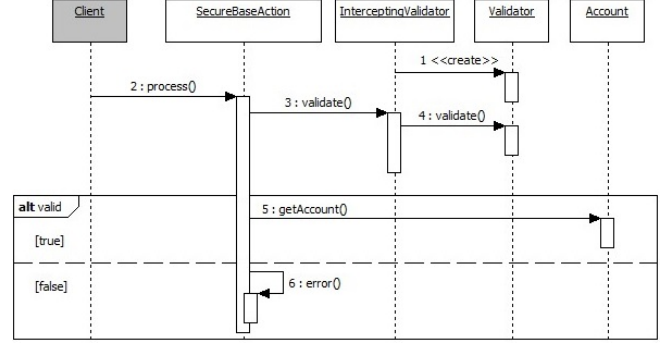 Client SecureBaseAction InterceptingValidator Validator Account
1 <<create>>
2 : process()
3 : validate()
4 : validate()
alt valid
5 : getAccount()
[true]
[false]
6 : error()